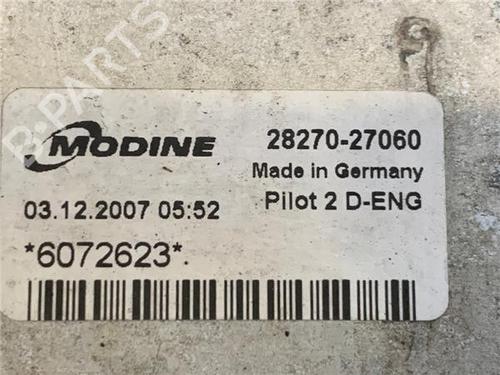 B-PARTS
MODINE
28270-27060
Made in Germany
03.12.2007 05:52
Pilot 2 D-ENG
*6072623*.